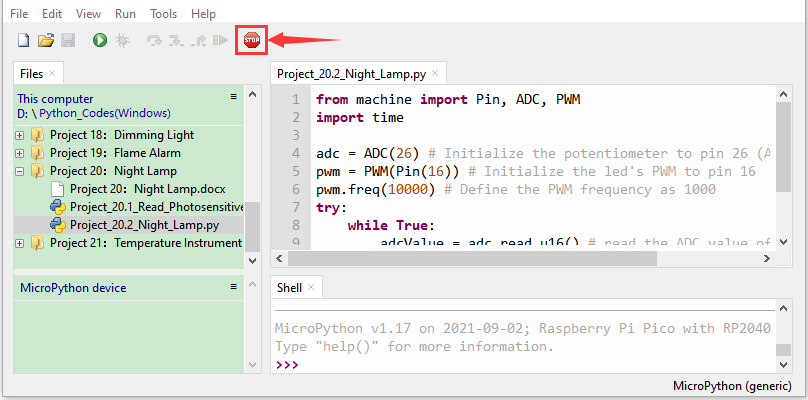 File Edit View Run Tools Help
STOP
Files
This computer
D: \ Python_Codes(Windows)
Project 18: Dimming Light
Project 19: Flame Alarm
Project 20: Night Lamp
Project 20: Night Lamp.docx
Project_20.1_Read_Photosensitive
Project_20.2_Night_Lamp.py
Project 21: Temperature Instrument
MicroPython device
Project_20.2_Night_Lamp.py
1 from machine import Pin, ADC, PWM
2 import time
3
4 adc = ADC(26) # Initialize the potentiometer to pin 26 (A
5 pwm = PWM(Pin(16)) # Initialize the led's PWM to pin 16
6 pwm.freq(10000) # Define the PWM frequency as 1000
7 try:
8 while True:
9 adcValue = adc.read_u16() # read the ADC value of
Shell
MicroPython v1.17 on 2021-09-02; Raspberry Pi Pico with RP2040
Type "help()" for more information.
>>>
MicroPython (generic)